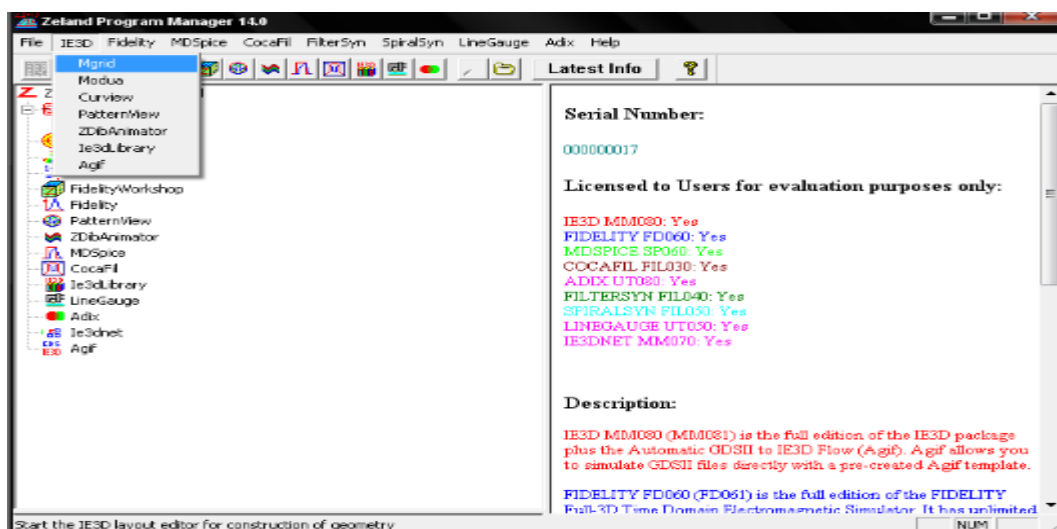 Zeland Program Manager 14.0
File IE3D Fidelity MDSpice CocaFil FilterSyn SpiralSyn LineGauge Adix Help
Mgrid
Modua
Curview
PatternView
ZDibAnimator
Ie3dLibrary
Agif
Latest Info
FidelityWorkshop
Fidelity
PatternView
ZDibAnimator
MDSpice
CocaFil
Ie3dLibrary
LineGauge
Adix
Ie3dnet
Agif
Serial Number:
000000017
Licensed to Users for evaluation purposes only:
IE3D MM080: Yes
FIDELITY FD060: Yes
MDSPICE SP060: Yes
COCAFIL FIL030: Yes
ADIX UT080: Yes
FILTERSYN FIL040: Yes
SPIRALSYN FIL050: Yes
LINEGAUGE UT050: Yes
IE3DNET MM070: Yes
Description:
IE3D MM080 (MM081) is the full edition of the IE3D package
plus the Automatic GDSII to IE3D Flow (Agif). Agif allows you
to simulate GDSII files directly with a pre-created Agif template.
FIDELITY FD060 (FD061) is the full edition of the FIDELITY
Full-3D Time Domain Electromagnetic Simulator. It has unlimited
Start the IE3D layout editor for construction of geometry
NUM